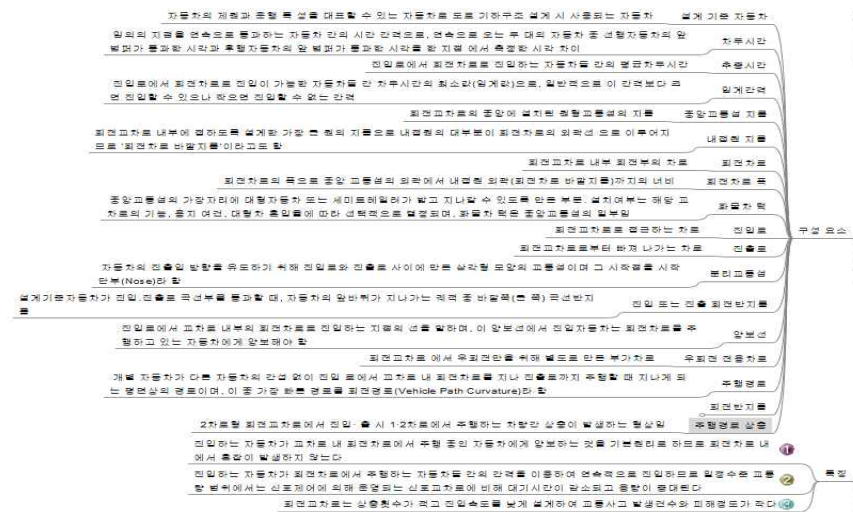 자동차의 제원과 운행 특 성을 대표할 수 있는 자동차로 도로 기하구조 설계 시 사용되는 자동차
설계 기준 자동차
임의의 지점을 연속으로 통과하는 자동차 간의 시간 간격으로, 연속으로 오는 두 대의 자동차 중 선행자동차의 앞
범퍼가 통과한 시각과 후행자동차의 앞 범퍼가 통과한 시각을 한 지점 에서 측정한 시각 차이
차두시간
진입로에서 회전차로로 진입하는 자동차들 간의 평균차두시간
추종시간
진입로에서 회전차로로 진입이 가능한 자동차들 간 차두시간의 최소값(임계값)으로, 일반적으로 이 간격보다 크
면 진입할 수 있으나 작으면 진입할 수 없는 간격
임계간격
회전교차로의 중앙에 설치된 원형교통섬의 지름
중앙교통섬 지름
회전교차로 내부에 접하도록 설계한 가장 큰 원의 지름으로 내접원의 대부분이 회전차로의 외곽선 으로 이루어지
므로 '회전차로 바깥지름'이라고도 함
내접원 지름
회전교차로 내부 회전부의 차로
회전차로
회전차로의 폭으로 중앙 교통섬의 외곽에서 내접원 외곽(회전차로 바깥지름)까지의 너비
회전차로 폭
중앙교통섬의 가장자리에 대형자동차 또는 세미트레일러가 밟고 지나갈 수 있도록 만든 부분. 설치여부는 해당 교
차로의 기능, 용지 여건, 대형차 혼입률에 따라 선택적으로 결정되며, 화물차 턱은 중앙교통섬의 일부임
화물차 턱
회전교차로로 접근하는 차로
진입로
회전교차로로부터 빠져 나가는 차로
진출로
자동차의 진출입 방향을 유도하기 위해 진입로와 진출로 사이에 만든 삼각형 모양의 교통섬이며 그 시작점을 시작
단부(Nose)라 함
분리교통섬
설계기준자동차가 진입·진출로 곡선부를 통과할 때, 자동차의 앞바퀴가 지나가는 궤적 중 바깥쪽(큰 쪽) 곡선반지
름
진입 또는 진출 회전반지름
진입로에서 교차로 내부의 회전차로로 진입하는 지점의 선을 말하며, 이 양보선에서 진입자동차는 회전차로를 주
행하고 있는 자동차에게 양보해야 함
양보선
회전교차로 에서 우회전만을 위해 별도로 만든 부가차로
우회전 전용차로
개별 자동차가 다른 자동차의 간섭 없이 진입 로에서 교차로 내 회전차로를 지나 진출로까지 주행할 때 지나게 되
는 평면상의 경로이며, 이 중 가장 빠른 경로를 회전경로(Vehicle Path Curvature)라 함
주행경로
회전반지름
2차로형 회전교차로에서 진입· 출 시 1·2차로에서 주행하는 차량간 상충이 발생하는 형상임
주행경로 상충
구성 요소
진입하는 자동차가 교차로 내 회전차로에서 주행 중인 자동차에게 양보하는 것을 기본원리로 하므로 회전차로 내
에서 혼잡이 발생하지 않는다
1
진입하는 자동차가 회전차로에서 주행하는 자동차들 간의 간격을 이용하여 연속적으로 진입하므로 일정수준 교통
량 범위에서는 신호제어에 의해 운영되는 신호교차로에 비해 대기시간이 감소되고 용량이 증대된다
2
회전교차로는 상충횟수가 적고 진입속도를 낮게 설계하여 교통사고 발생건수와 피해정도가 작다
특징